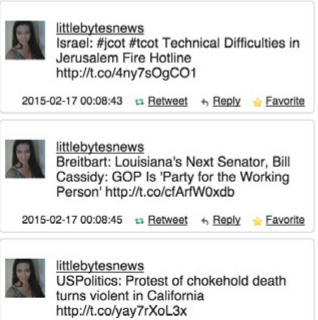 littlebytesnews
Israel: #jcot #tcot Technical Difficulties in
Jerusalem Fire Hotline
http://t.co/4ny7sOgCO1
2015-02-17 00:08:43 Retweet Reply Favorite
littlebytesnews
Breitbart: Louisiana's Next Senator, Bill
Cassidy: GOP Is 'Party for the Working
Person' http://t.co/cfArfW0xdb
2015-02-17 00:08:45 Retweet Reply Favorite
littlebytesnews
USPolitics: Protest of chokehold death
turns violent in California
http://t.co/yay7rXoL3x